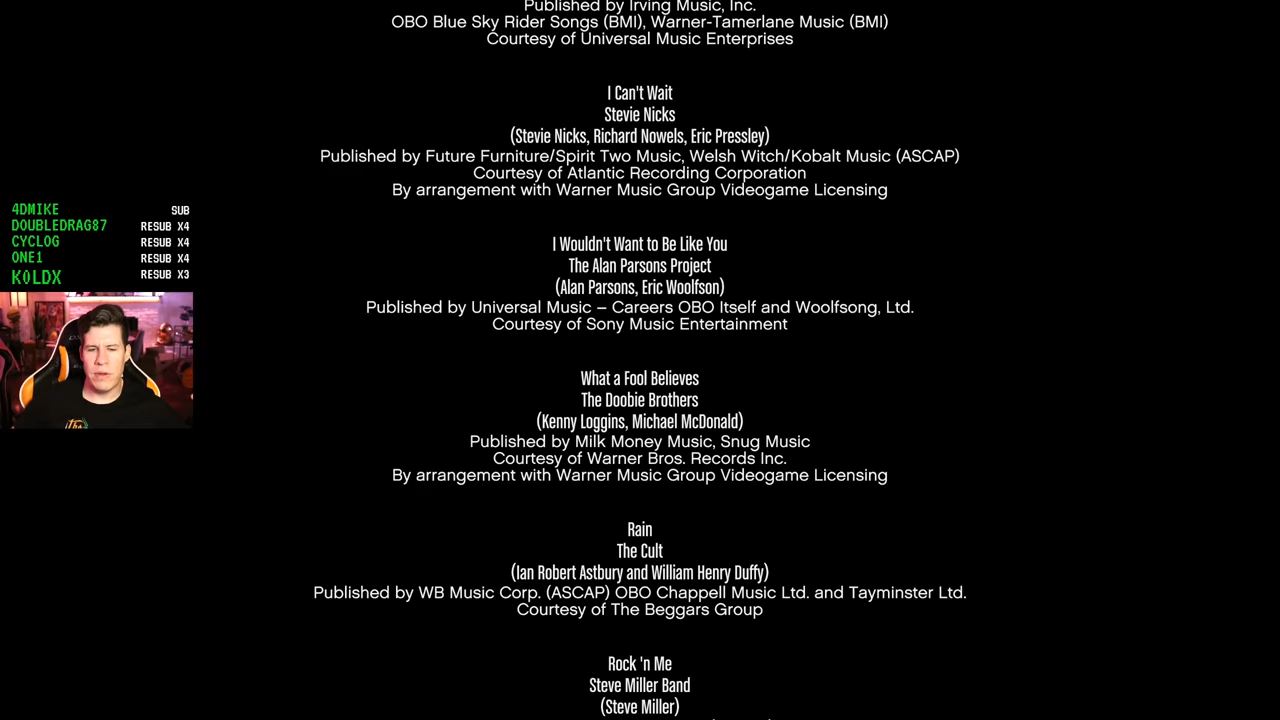 Published by Irving Music, Inc.
OBO Blue Sky Rider Songs (BMI), Warner-Tamerlane Music (BMI)
Courtesy of Universal Music Enterprises
I Can't Wait
Stevie Nicks
(Stevie Nicks, Richard Nowels, Eric Pressley)
Published by Future Furniture/Spirit Two Music, Welsh Witch/Kobalt Music (ASCAP)
Courtesy of Atlantic Recording Corporation
By arrangement with Warner Music Group Videogame Licensing
4DMIKE SUB
DOUBLEDRAG87 RESUB X4
CYCLOG RESUB X4
ONE1 RESUB X4
K0LDX RESUB X3
I Wouldn't Want to Be Like You
The Alan Parsons Project
(Alan Parsons, Eric Woolfson)
Published by Universal Music – Careers OBO Itself and Woolfsong, Ltd.
Courtesy of Sony Music Entertainment
What a Fool Believes
The Doobie Brothers
(Kenny Loggins, Michael McDonald)
Published by Milk Money Music, Snug Music
Courtesy of Warner Bros. Records Inc.
By arrangement with Warner Music Group Videogame Licensing
Rain
The Cult
(Ian Robert Astbury and William Henry Duffy)
Published by WB Music Corp. (ASCAP) OBO Chappell Music Ltd. and Tayminster Ltd.
Courtesy of The Beggars Group
Rock 'n Me
Steve Miller Band
(Steve Miller)